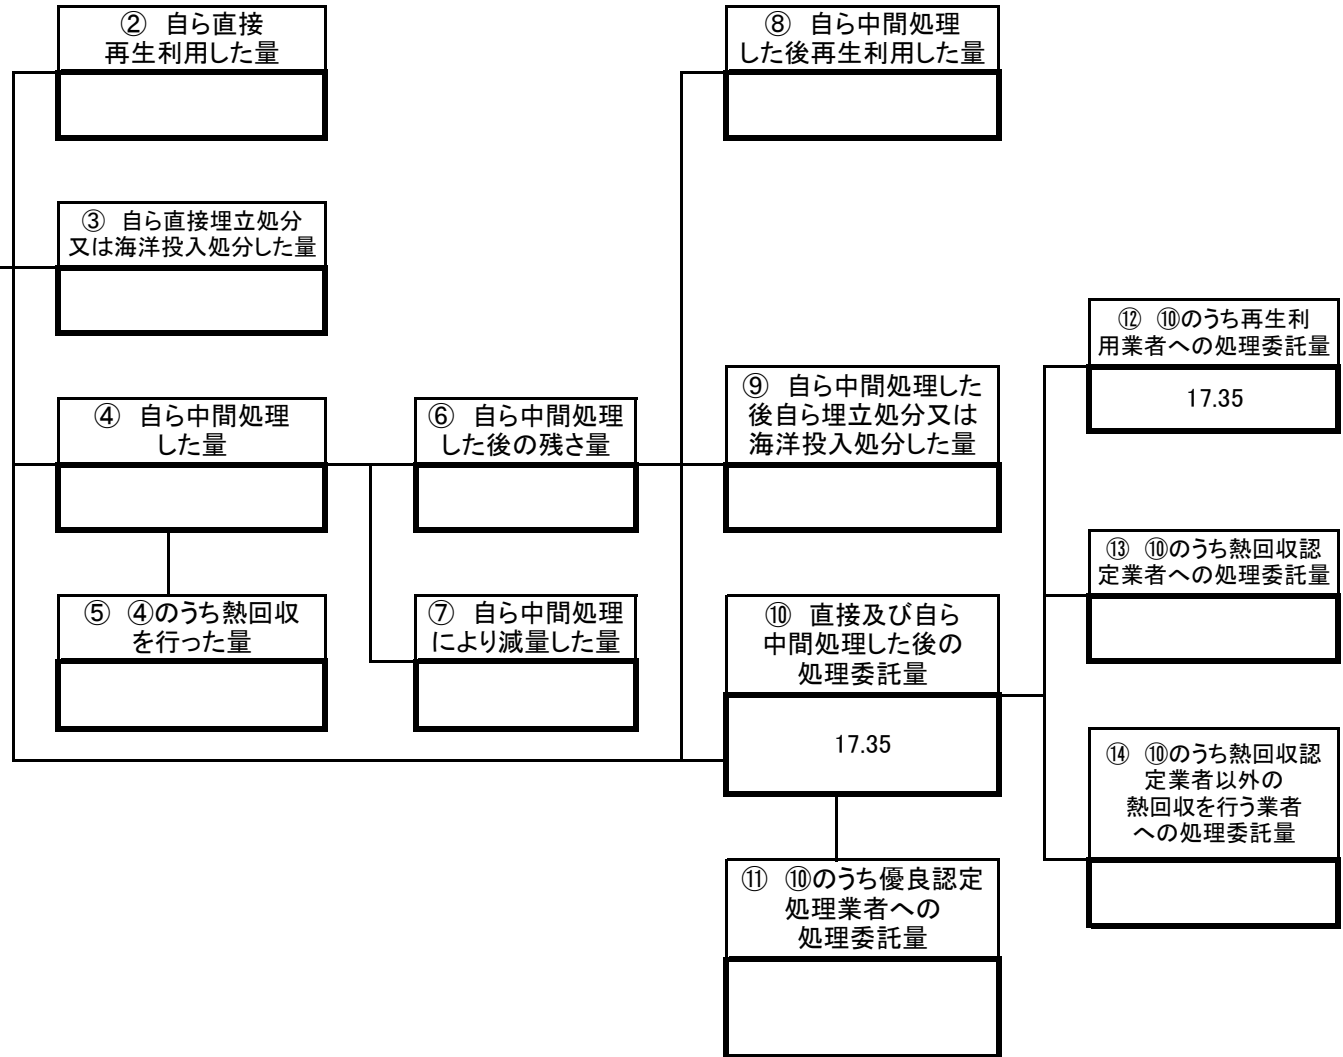 ② 自ら直接
再生利用した量
⑧ 自ら中間処理
した後再生利用した量
③ 自ら直接埋立処分
又は海洋投入処分した量
⑫ ⑩のうち再生利
用業者への処理委託量
17.35
④ 自ら中間処理
した量
⑥ 自ら中間処理
した後の残さ量
⑨ 自ら中間処理した
後自ら埋立処分又は
海洋投入処分した量
⑬ ⑩のうち熱回収認
定業者への処理委託量
⑤ ④のうち熱回収
を行った量
⑦ 自ら中間処理
により減量した量
⑩ 直接及び自ら
中間処理した後の
処理委託量
17.35
⑭ ⑩のうち熱回収認
定業者以外の
熱回収を行う業者
への処理委託量
⑪ ⑩のうち優良認定
処理業者への
処理委託量